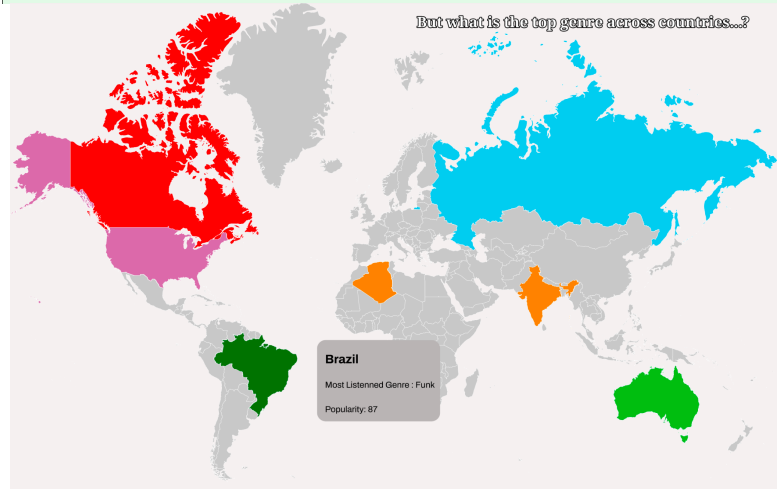 But what is the top genre across countries...?
Brazil
Most Listenned Genre : Funk
Popularity: 87